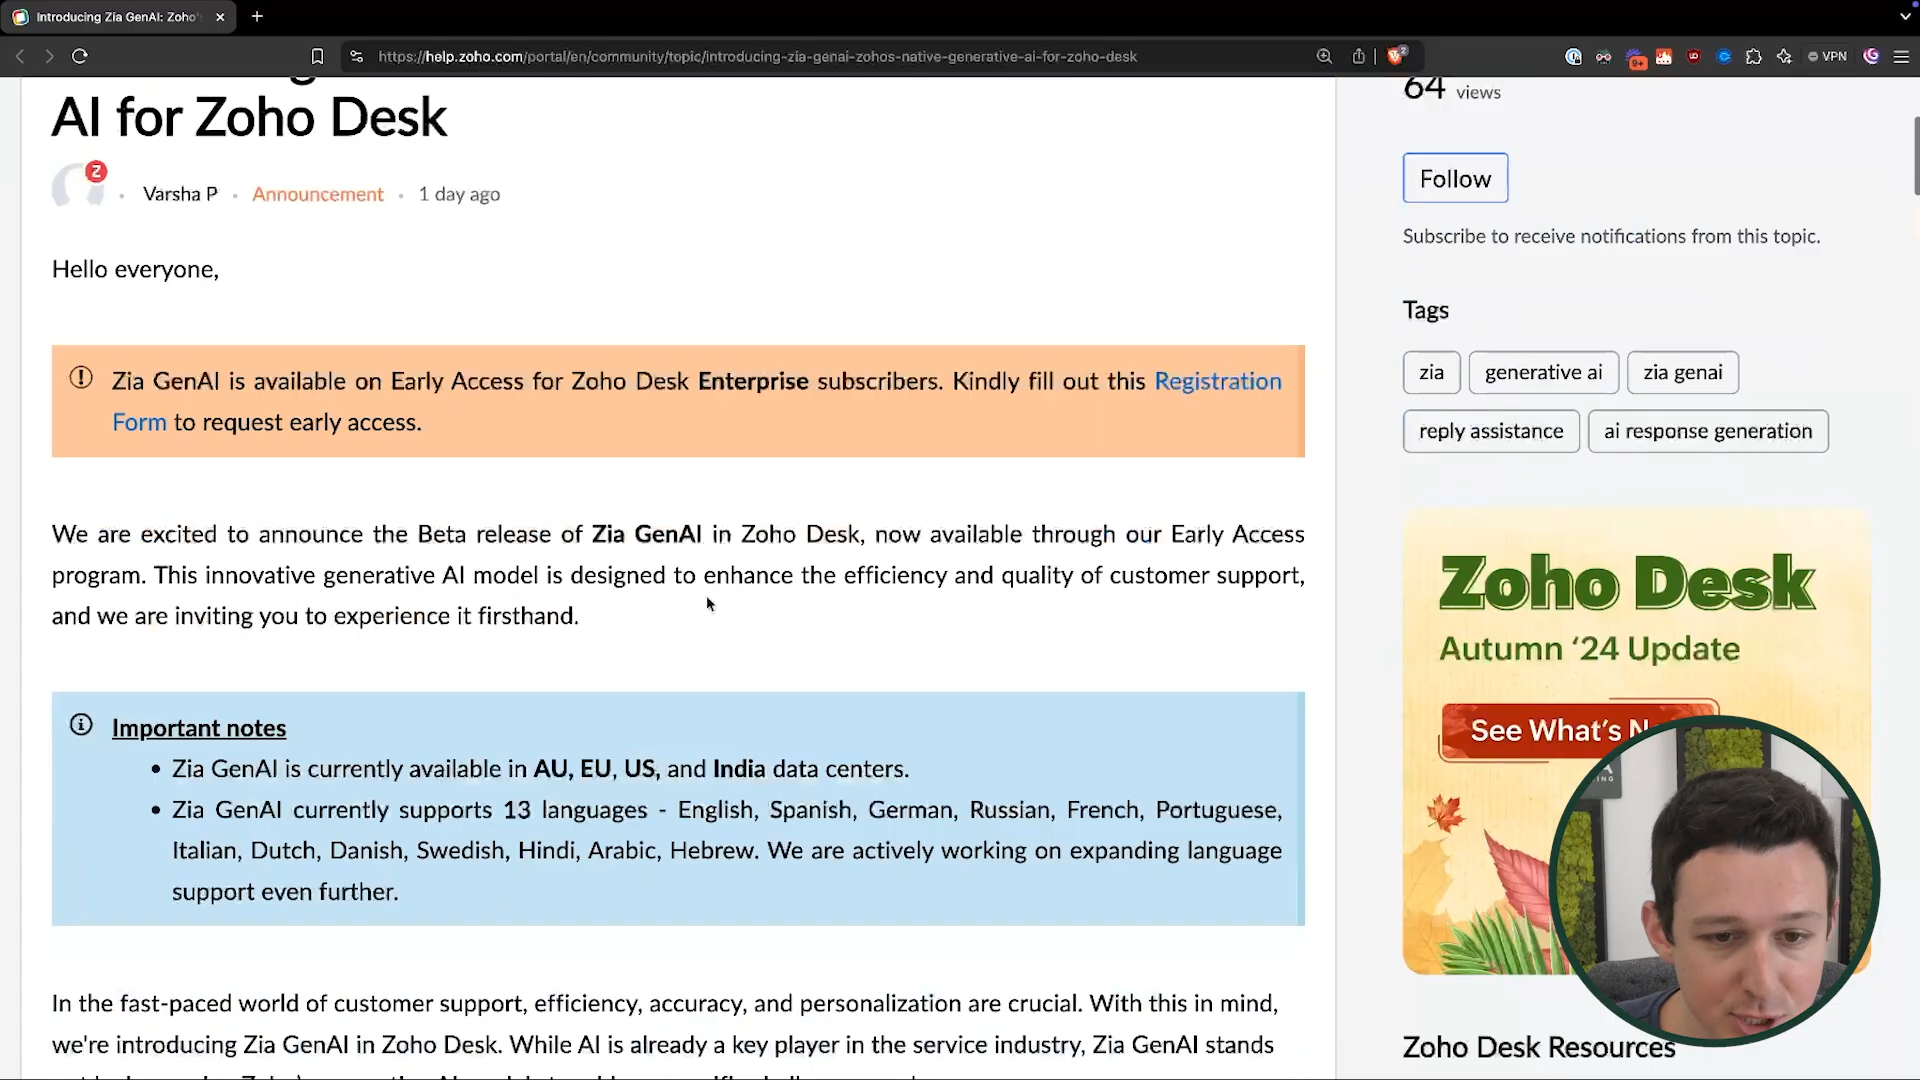 Introducing Zia GenAI: Zoho'
https://help.zoho.com/portal/en/community/topic/introducing-zia-genai-zohos-native-generative-ai-for-zoho-desk
2
9+
VPN
AI for Zoho Desk
Z
Varsha P · Announcement · 1 day ago
Hello everyone,
Zia GenAI is available on Early Access for Zoho Desk Enterprise subscribers. Kindly fill out this Registration
Form to request early access.
We are excited to announce the Beta release of Zia GenAI in Zoho Desk, now available through our Early Access
program. This innovative generative AI model is designed to enhance the efficiency and quality of customer support,
and we are inviting you to experience it firsthand.
Important notes
• Zia GenAI is currently available in AU, EU, US, and India data centers.
• Zia GenAI currently supports 13 languages - English, Spanish, German, Russian, French, Portuguese,
Italian, Dutch, Danish, Swedish, Hindi, Arabic, Hebrew. We are actively working on expanding language
support even further.
In the fast-paced world of customer support, efficiency, accuracy, and personalization are crucial. With this in mind,
we're introducing Zia GenAI in Zoho Desk. While AI is already a key player in the service industry, Zia GenAI stands
64 views
Follow
Subscribe to receive notifications from this topic.
Tags
zia
generative ai
zia genai
reply assistance
ai response generation
Zoho Desk
Autumn '24 Update
See What's N
Zoho Desk Resources